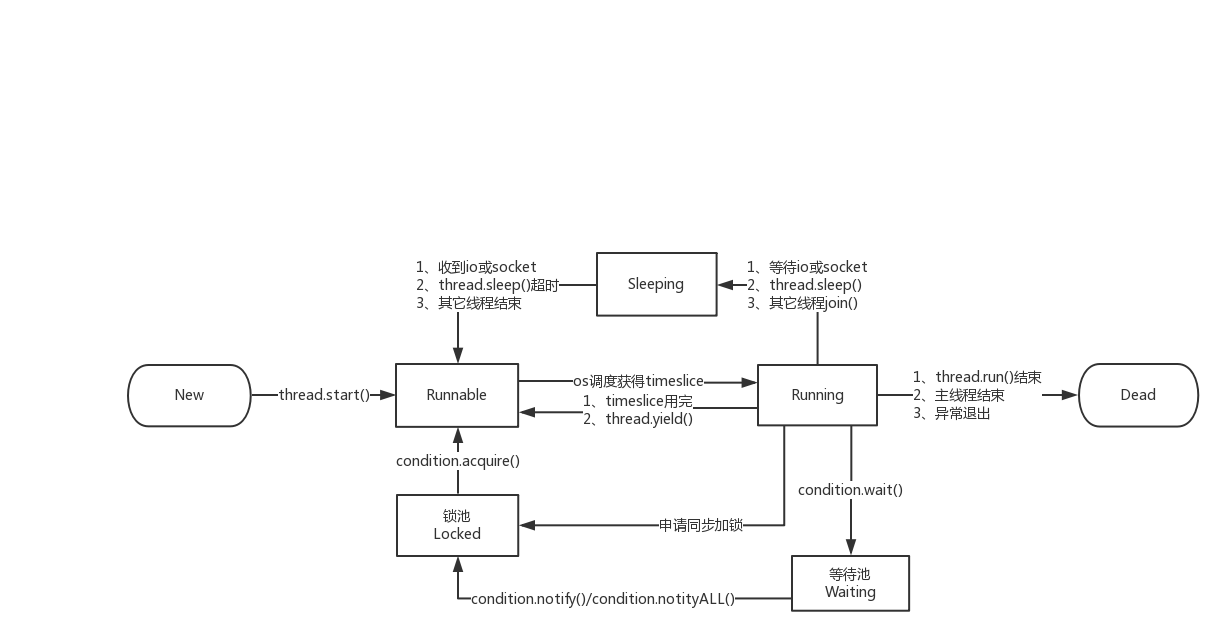 1、收到io或socket
2、thread.sleep()超时
3、其它线程结束
Sleeping
1、等待io或socket
2、thread.sleep()
3、其它线程join()
New
thread.start()
Runnable
os调度获得timeslice
1、timeslice用完
2、thread.yield()
Running
1、thread.run()结束
2、主线程结束
3、异常退出
Dead
condition.acquire()
condition.wait()
锁池
Locked
申请同步加锁
等待池
Waiting
condition.notify()/condition.notityALL()